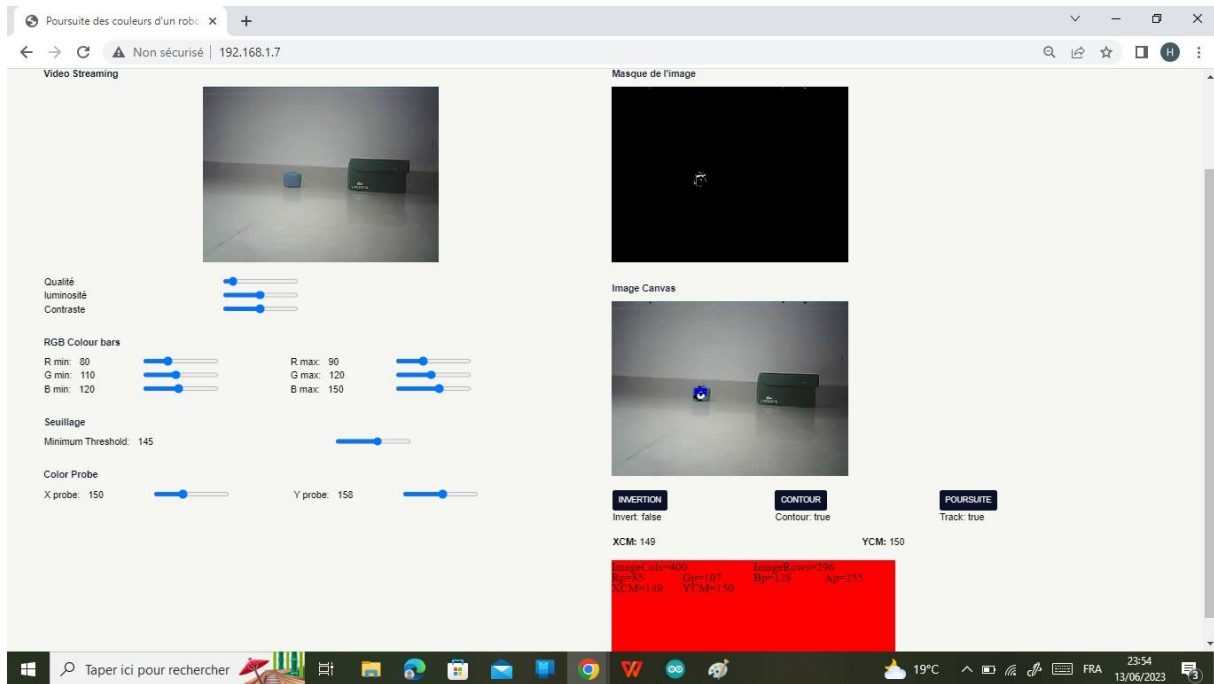 Poursuite des couleurs d'un robo
Non sécurisé | 192.168.1.7
H
Video Streaming
Masque de l'image
LACOSTE
Qualité
luminosité
Contraste
Image Canvas
RGB Colour bars
R min: 80 R max: 90
G min: 110 G max: 120
B min: 120 B max: 150
LACOSTE
Seuillage
Minimum Threshold: 145
Color Probe
X probe: 150 Y probe: 158
INVERTION CONTOUR POURSUITE
Invert: false Contour: true Track: true
XCM: 149 YCM: 150
ImageCols=400 ImageRows=296
Rp=85 Gp=107 Bp=128 Ap=255
XCM=149 YCM=150
Taper ici pour rechercher
19°C
FRA
23:54
13/06/2023
3